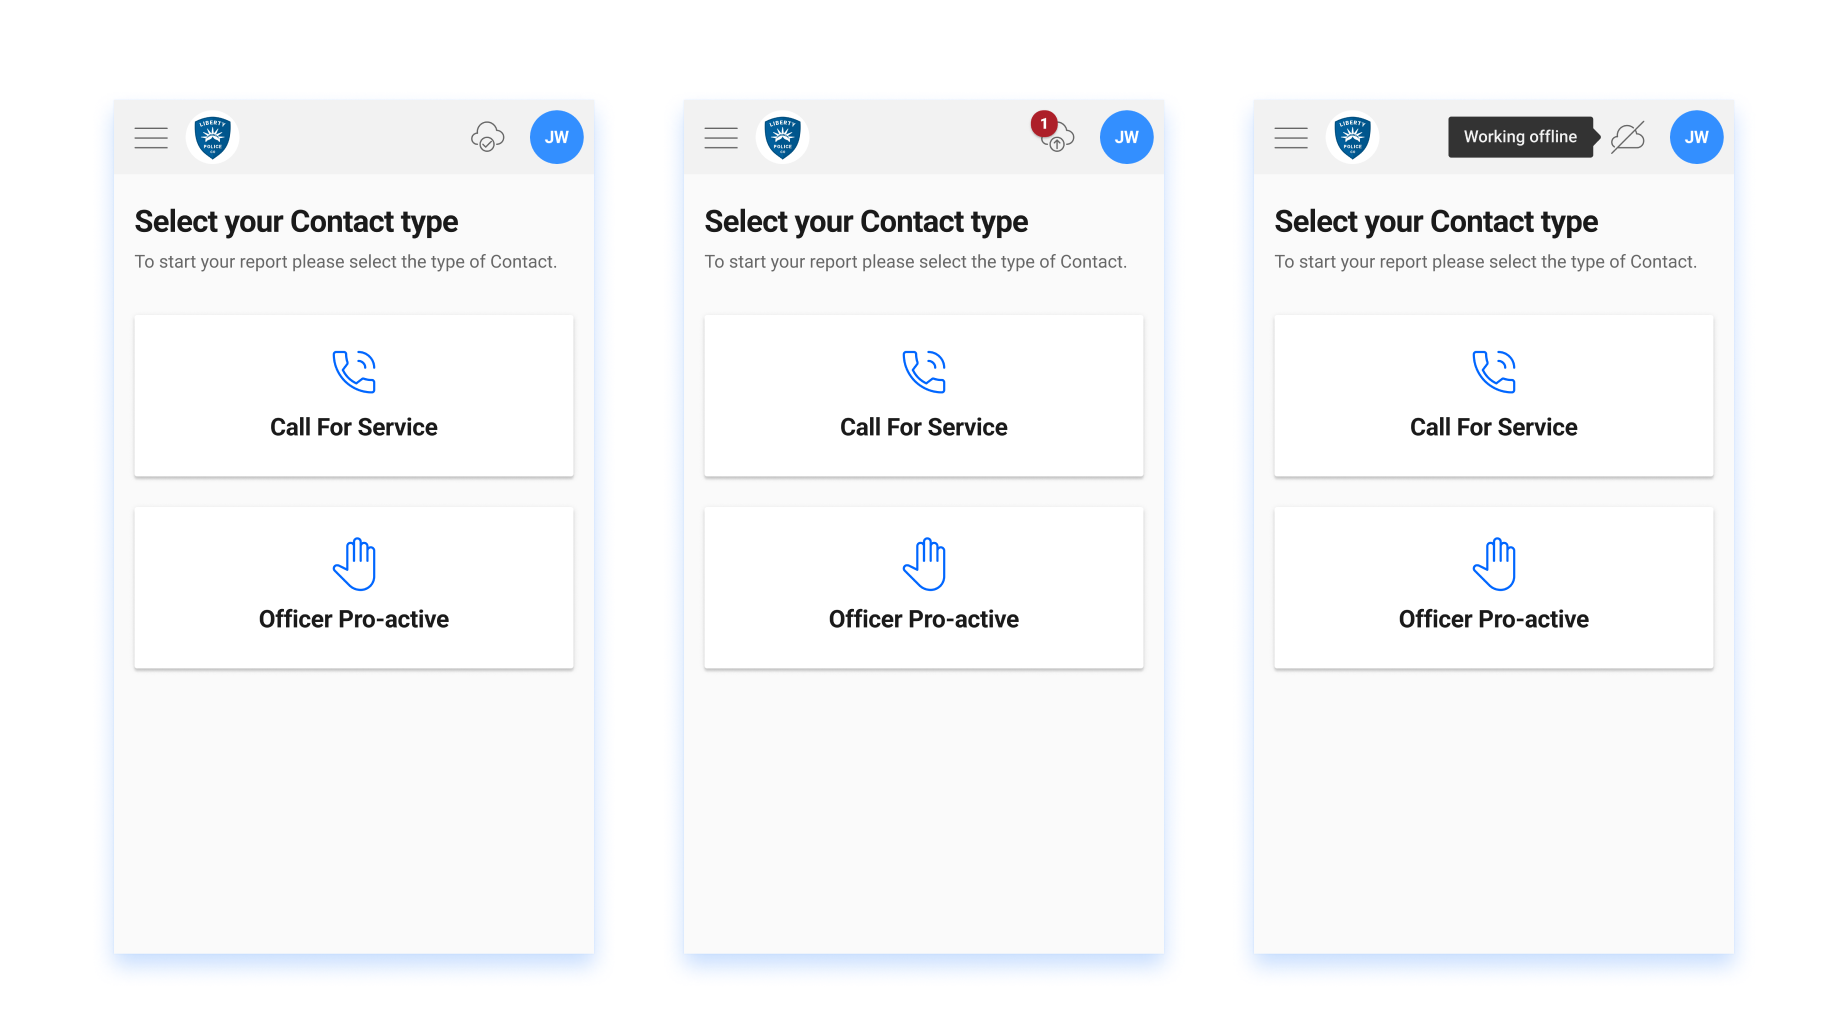 LIBERTY
POLICE
CO
JW
Select your Contact type
To start your report please select the type of Contact.
Call For Service
Officer Pro-active
LIBERTY
POLICE
CO
1
JW
Select your Contact type
To start your report please select the type of Contact.
Call For Service
Officer Pro-active
LIBERTY
POLICE
CO
Working offline
JW
Select your Contact type
To start your report please select the type of Contact.
Call For Service
Officer Pro-active